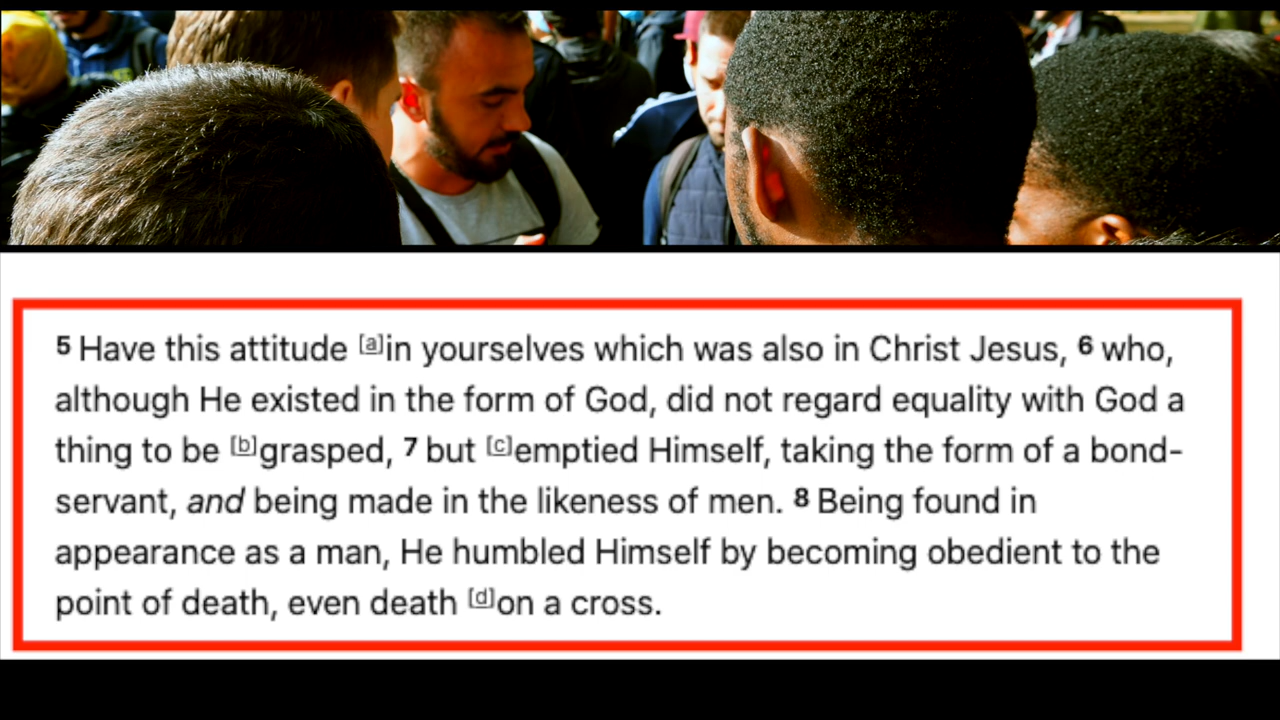 5 Have this attitude [a]in yourselves which was also in Christ Jesus, 6 who,
although He existed in the form of God, did not regard equality with God a
thing to be [b]grasped, 7 but [c]emptied Himself, taking the form of a bond-
servant, and being made in the likeness of men. 8 Being found in
appearance as a man, He humbled Himself by becoming obedient to the
point of death, even death [d]on a cross.